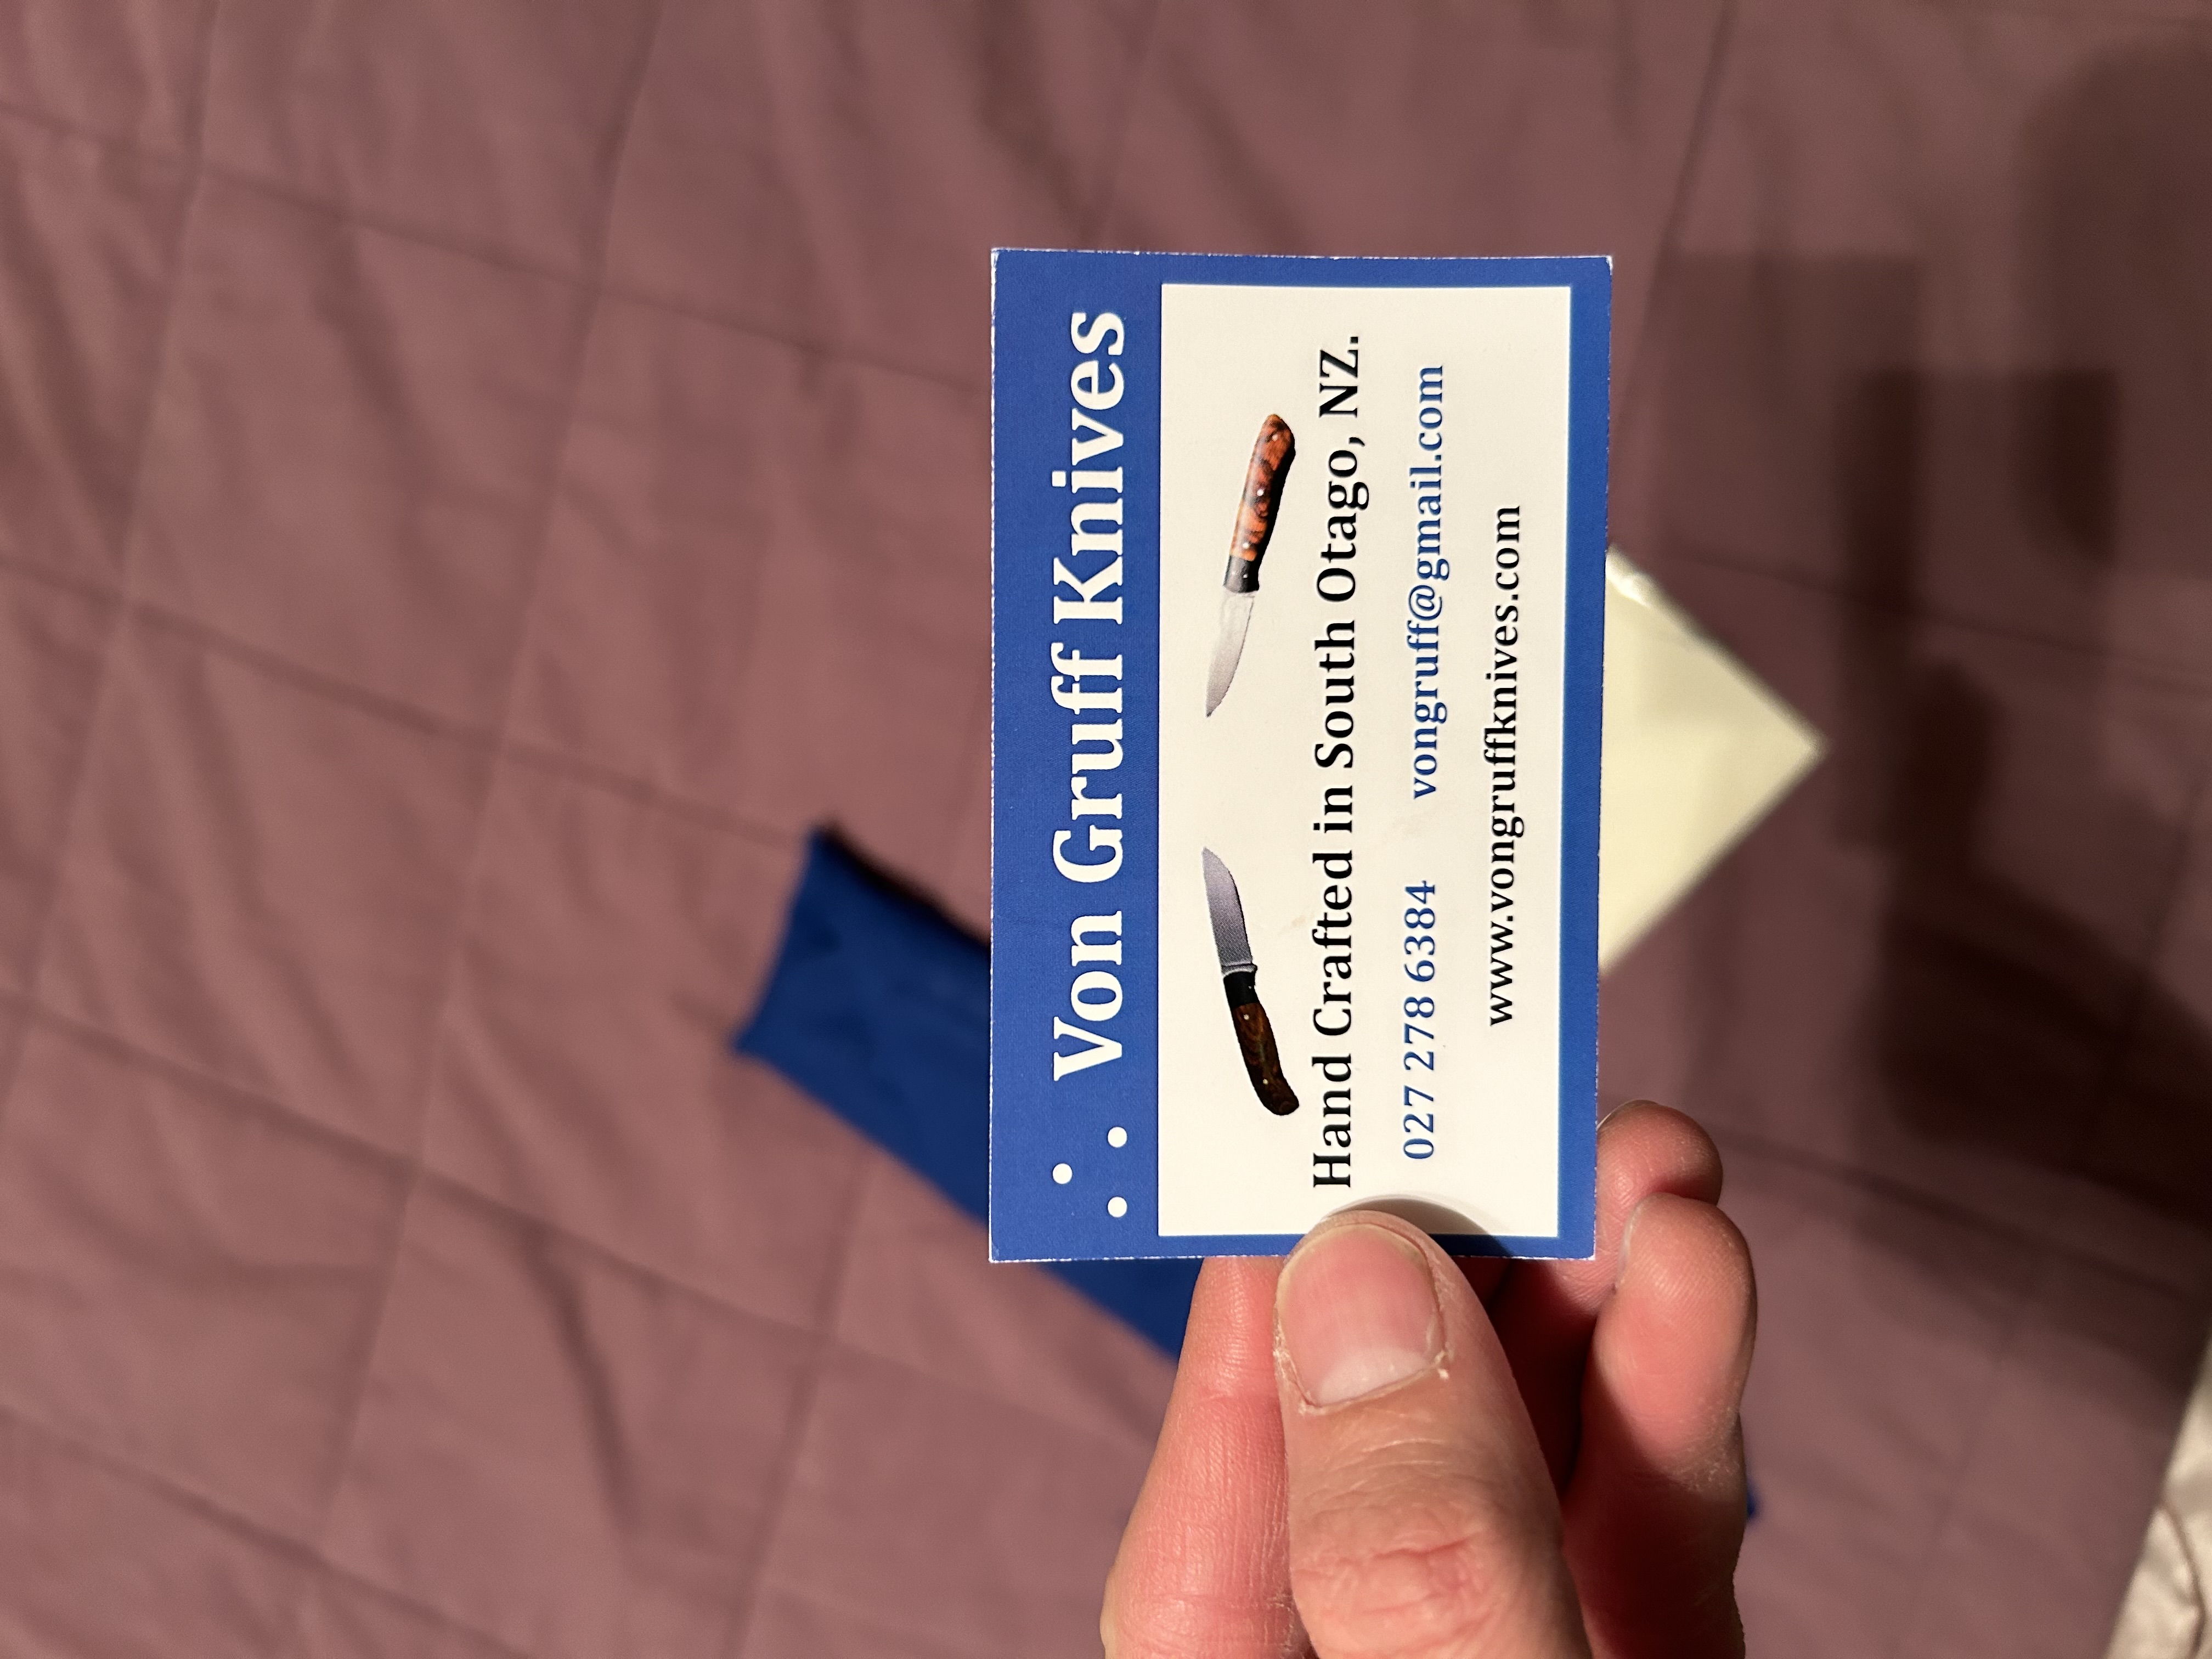 Von Gruff Knives
Hand Crafted in South Otago, NZ.
027 278 6384 vongruff@gmail.com
www.vongruffknives.com